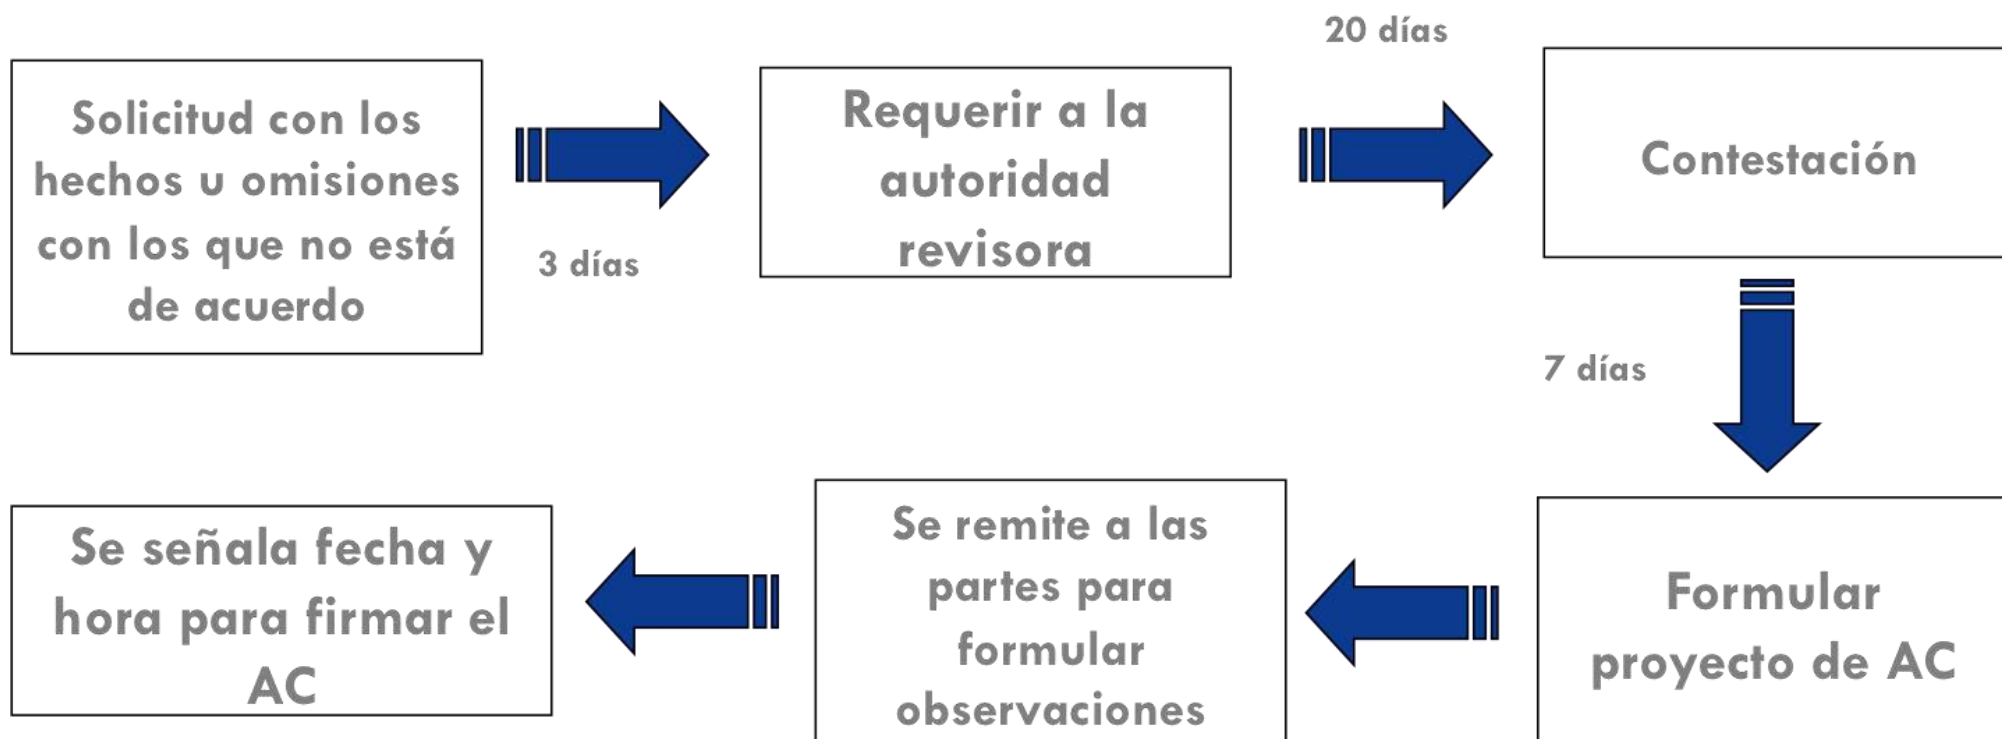 Solicitud con los
hechos u omisiones
con los que no está
de acuerdo
3 días
Requerir a la
autoridad
revisora
20 días
Contestación
7 días
Formular
proyecto de AC
Se remite a las
partes para
formular
observaciones
Se señala fecha y
hora para firmar el
AC